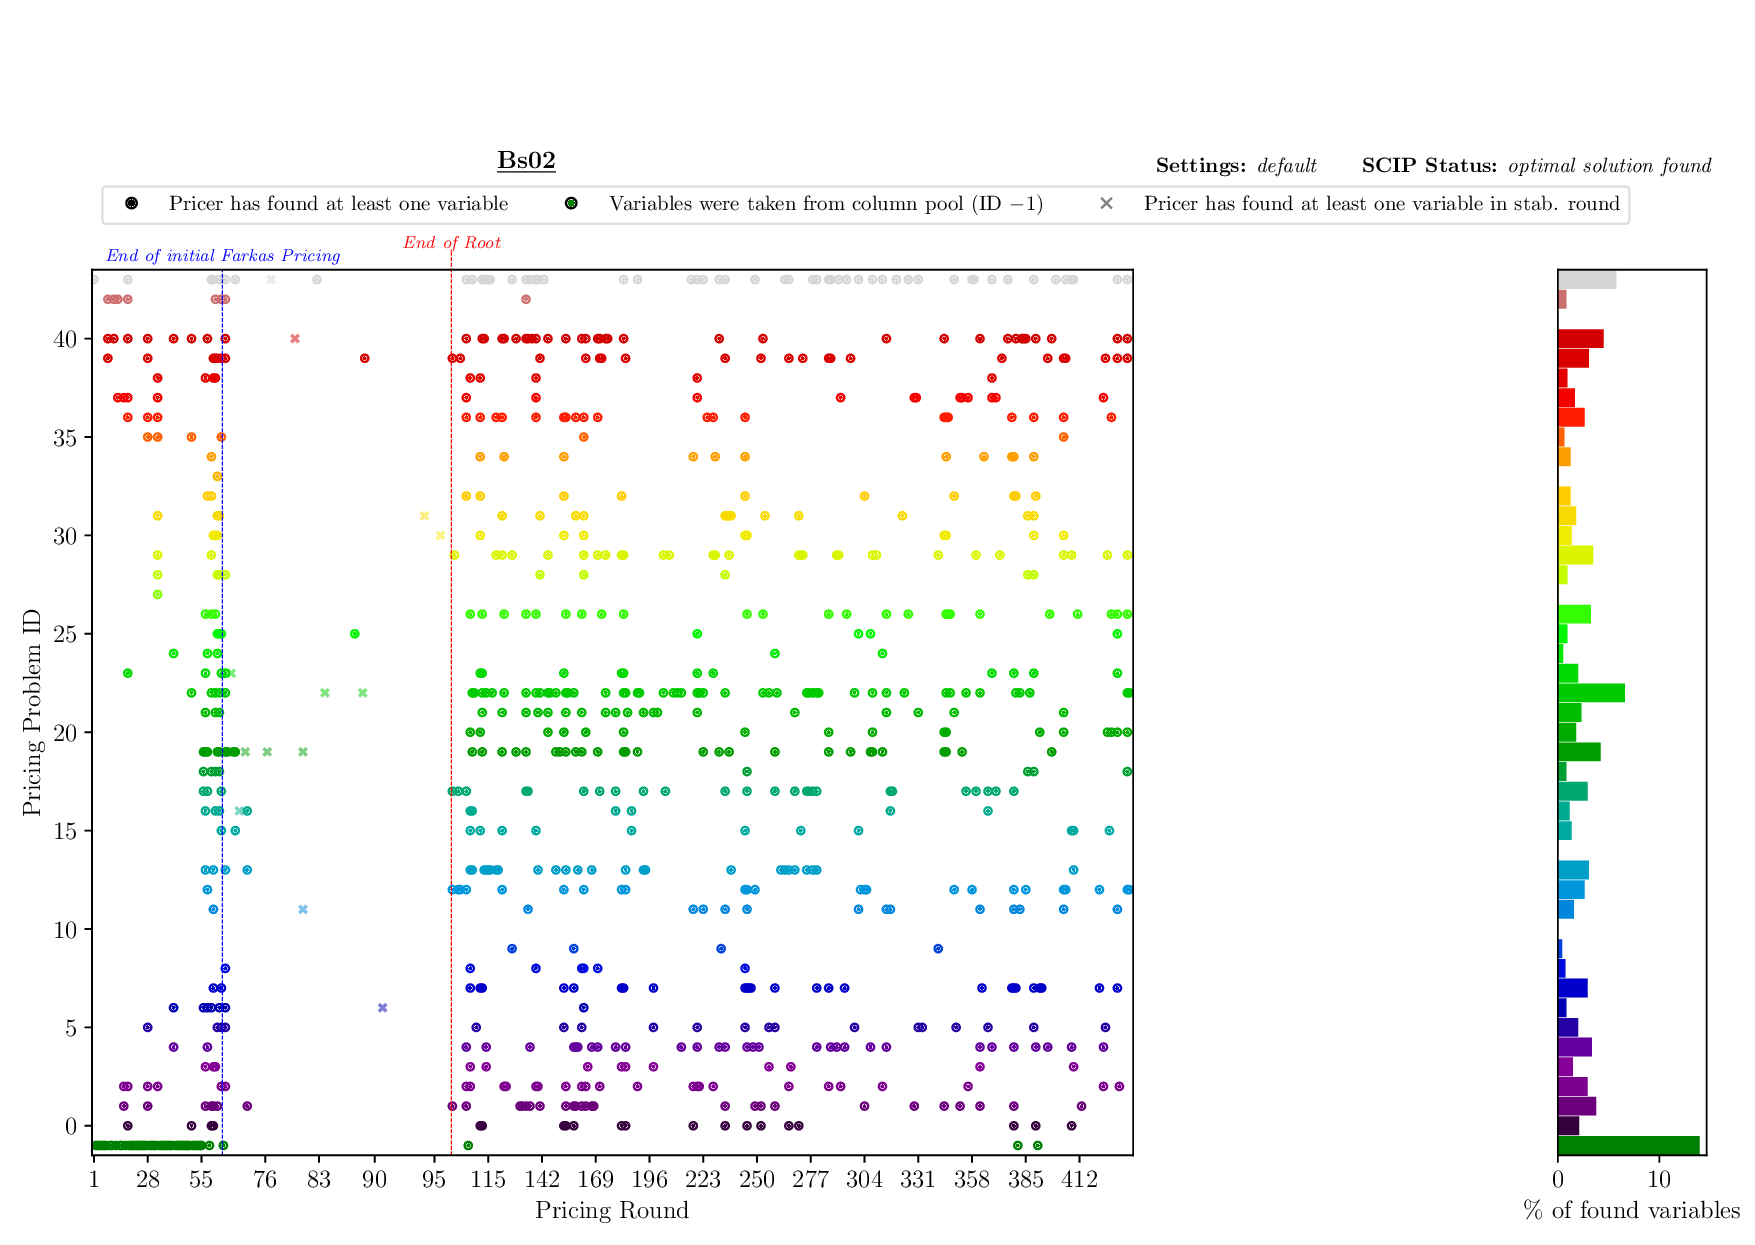 Bs02
Settings: default SCIP Status: optimal solution found
Pricer has found at least one variable Variables were taken from column pool (ID −1) Pricer has found at least one variable in stab. round
End of Root
End of initial Farkas Pricing
40
35
30
25
20
15
10
5
0
Pricing Problem ID
1 28 55 76 83 90 95 115 142 169 196 223 250 277 304 331 358 385 412
0 10
Pricing Round
% of found variables